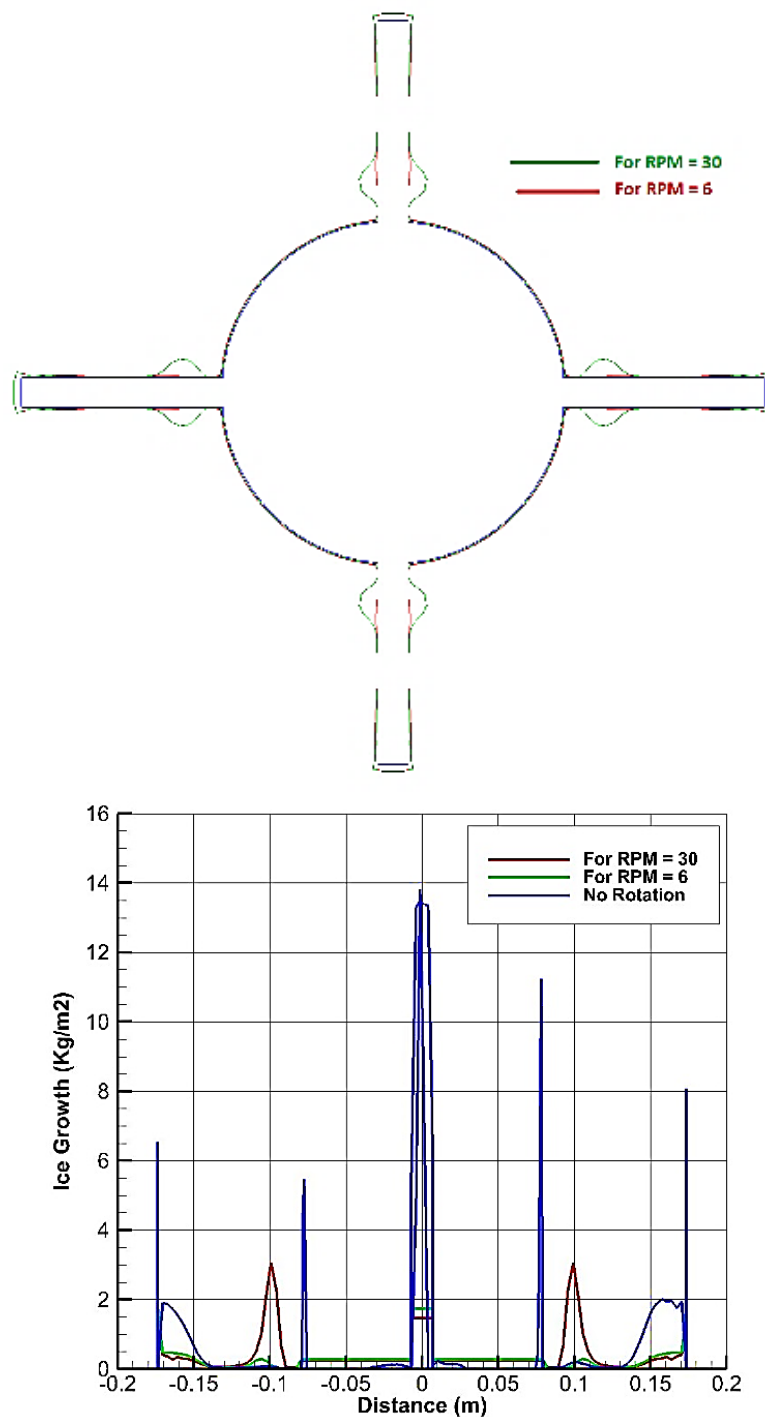 For RPM = 30
For RPM = 6
16
14
12
10
8
6
4
2
0
Ice Growth (Kg/m2)
For RPM = 30
For RPM = 6
No Rotation
-0.2
-0.15
-0.1
-0.05
0
0.05
0.1
0.15
0.2
Distance (m)